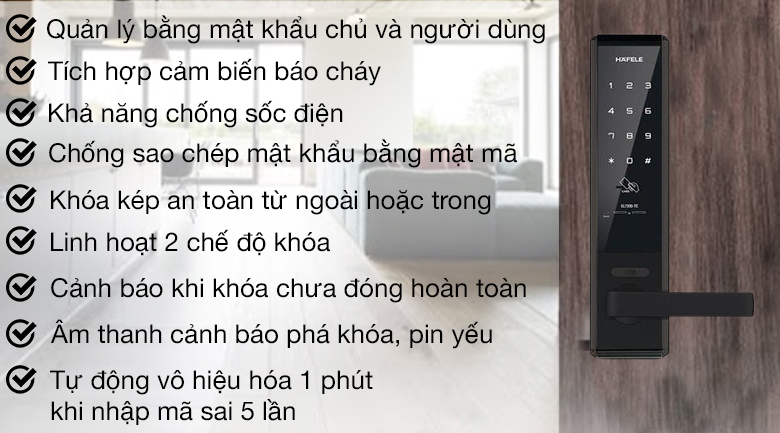 Quản lý bằng mật khẩu chủ và người dùng
Tích hợp cảm biến báo cháy
Khả năng chống sốc điện
Chống sao chép mật khẩu bằng mật mã
Khóa kép an toàn từ ngoài hoặc trong
Linh hoạt 2 chế độ khóa
Cảnh báo khi khóa chưa đóng hoàn toàn
Âm thanh cảnh báo phá khóa, pin yếu
Tự động vô hiệu hóa 1 phút
khi nhập mã sai 5 lần
HÄFELE
1 2 3
4 5 6
7 8 9
* 0 #